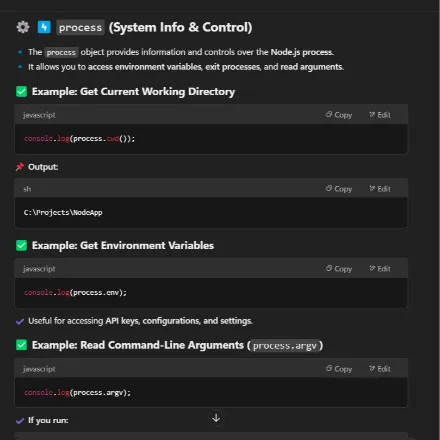 ⚙️ ⚡ process (System Info & Control)
🔹 The process object provides information and controls over the Node.js process.
🔹 It allows you to access environment variables, exit processes, and read arguments.
✅ Example: Get Current Working Directory
javascript Copy Edit
console.log(process.cwd());
📌 Output:
sh Copy Edit
C:\Projects\NodeApp
✅ Example: Get Environment Variables
javascript Copy Edit
console.log(process.env);
✔ Useful for accessing API keys, configurations, and settings.
✅ Example: Read Command-Line Arguments (process.argv)
javascript Copy Edit
console.log(process.argv);
✔ If you run: